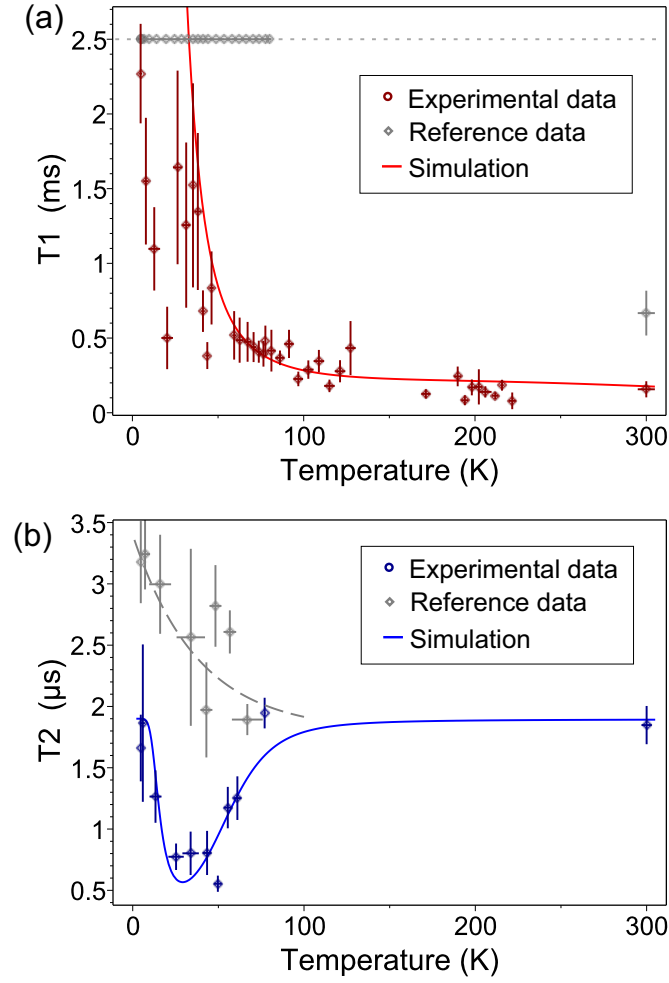 (a)
2.5
2
1.5
1
0.5
0
T1 (ms)
Experimental data
Reference data
Simulation
0
100
200
300
Temperature (K)
(b)
3.5
3
2.5
2
1.5
1
0.5
T2 (μs)
Experimental data
Reference data
Simulation
0
100
200
300
Temperature (K)